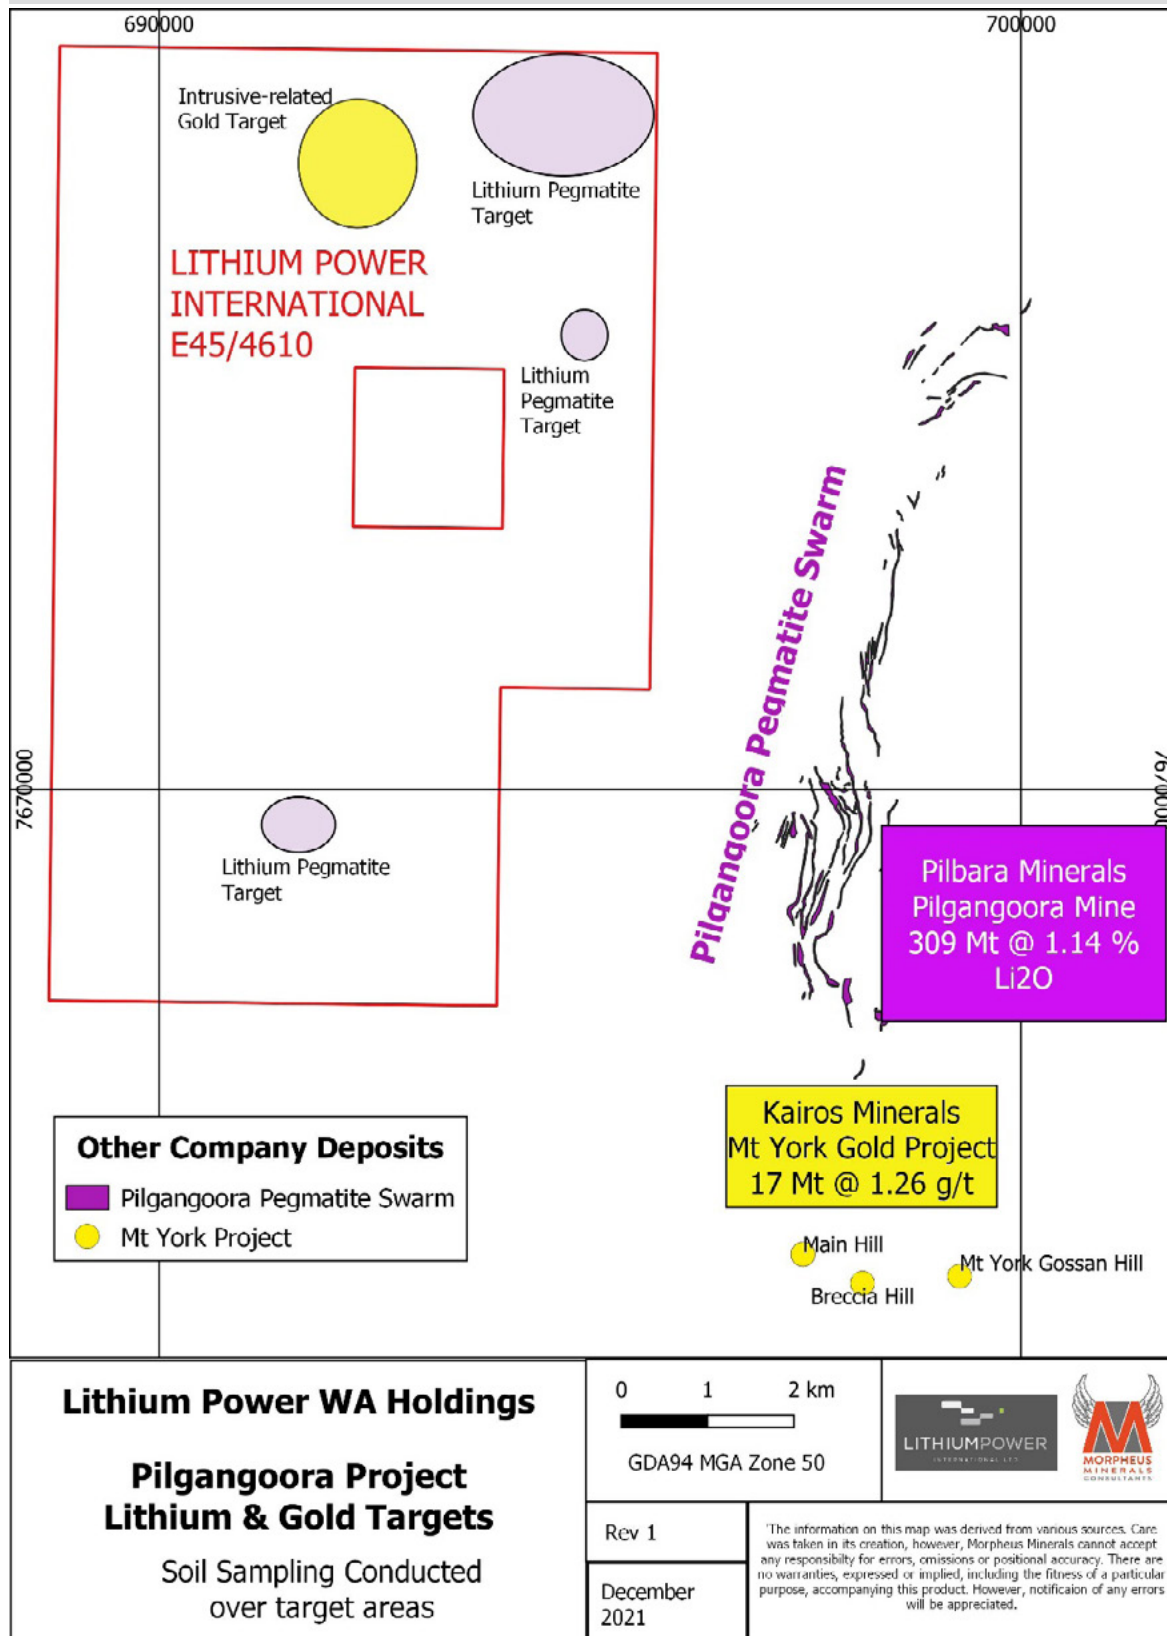 690000
700000
Intrusive-related
Gold Target
Lithium Pegmatite
Target
LITHIUM POWER
INTERNATIONAL
E45/4610
Lithium
Pegmatite
Target
Pilgangoora Pegmatite Swarm
7670000
7670000
Lithium Pegmatite
Target
Pilbara Minerals
Pilgangoora Mine
309 Mt @ 1.14 %
Li2O
Kairos Minerals
Mt York Gold Project
17 Mt @ 1.26 g/t
Other Company Deposits
Pilgangoora Pegmatite Swarm
Mt York Project
Main Hill
Mt York Gossan Hill
Breccia Hill
Lithium Power WA Holdings
Pilgangoora Project
Lithium & Gold Targets
Soil Sampling Conducted
over target areas
0 1 2 km
GDA94 MGA Zone 50
LITHIUMPOWER
INTERNATIONAL LTD
MORPHEUS
MINERALS
CONSULTANTS
Rev 1
December
2021
'The information on this map was derived from various sources. Care
was taken in its creation, however, Morpheus Minerals cannot accept
any responsibilty for errors, omissions or positional accuracy. There are
no warranties, expressed or implied, including the fitness of a particular
purpose, accompanying this product. However, notificaion of any errors
will be appreciated.